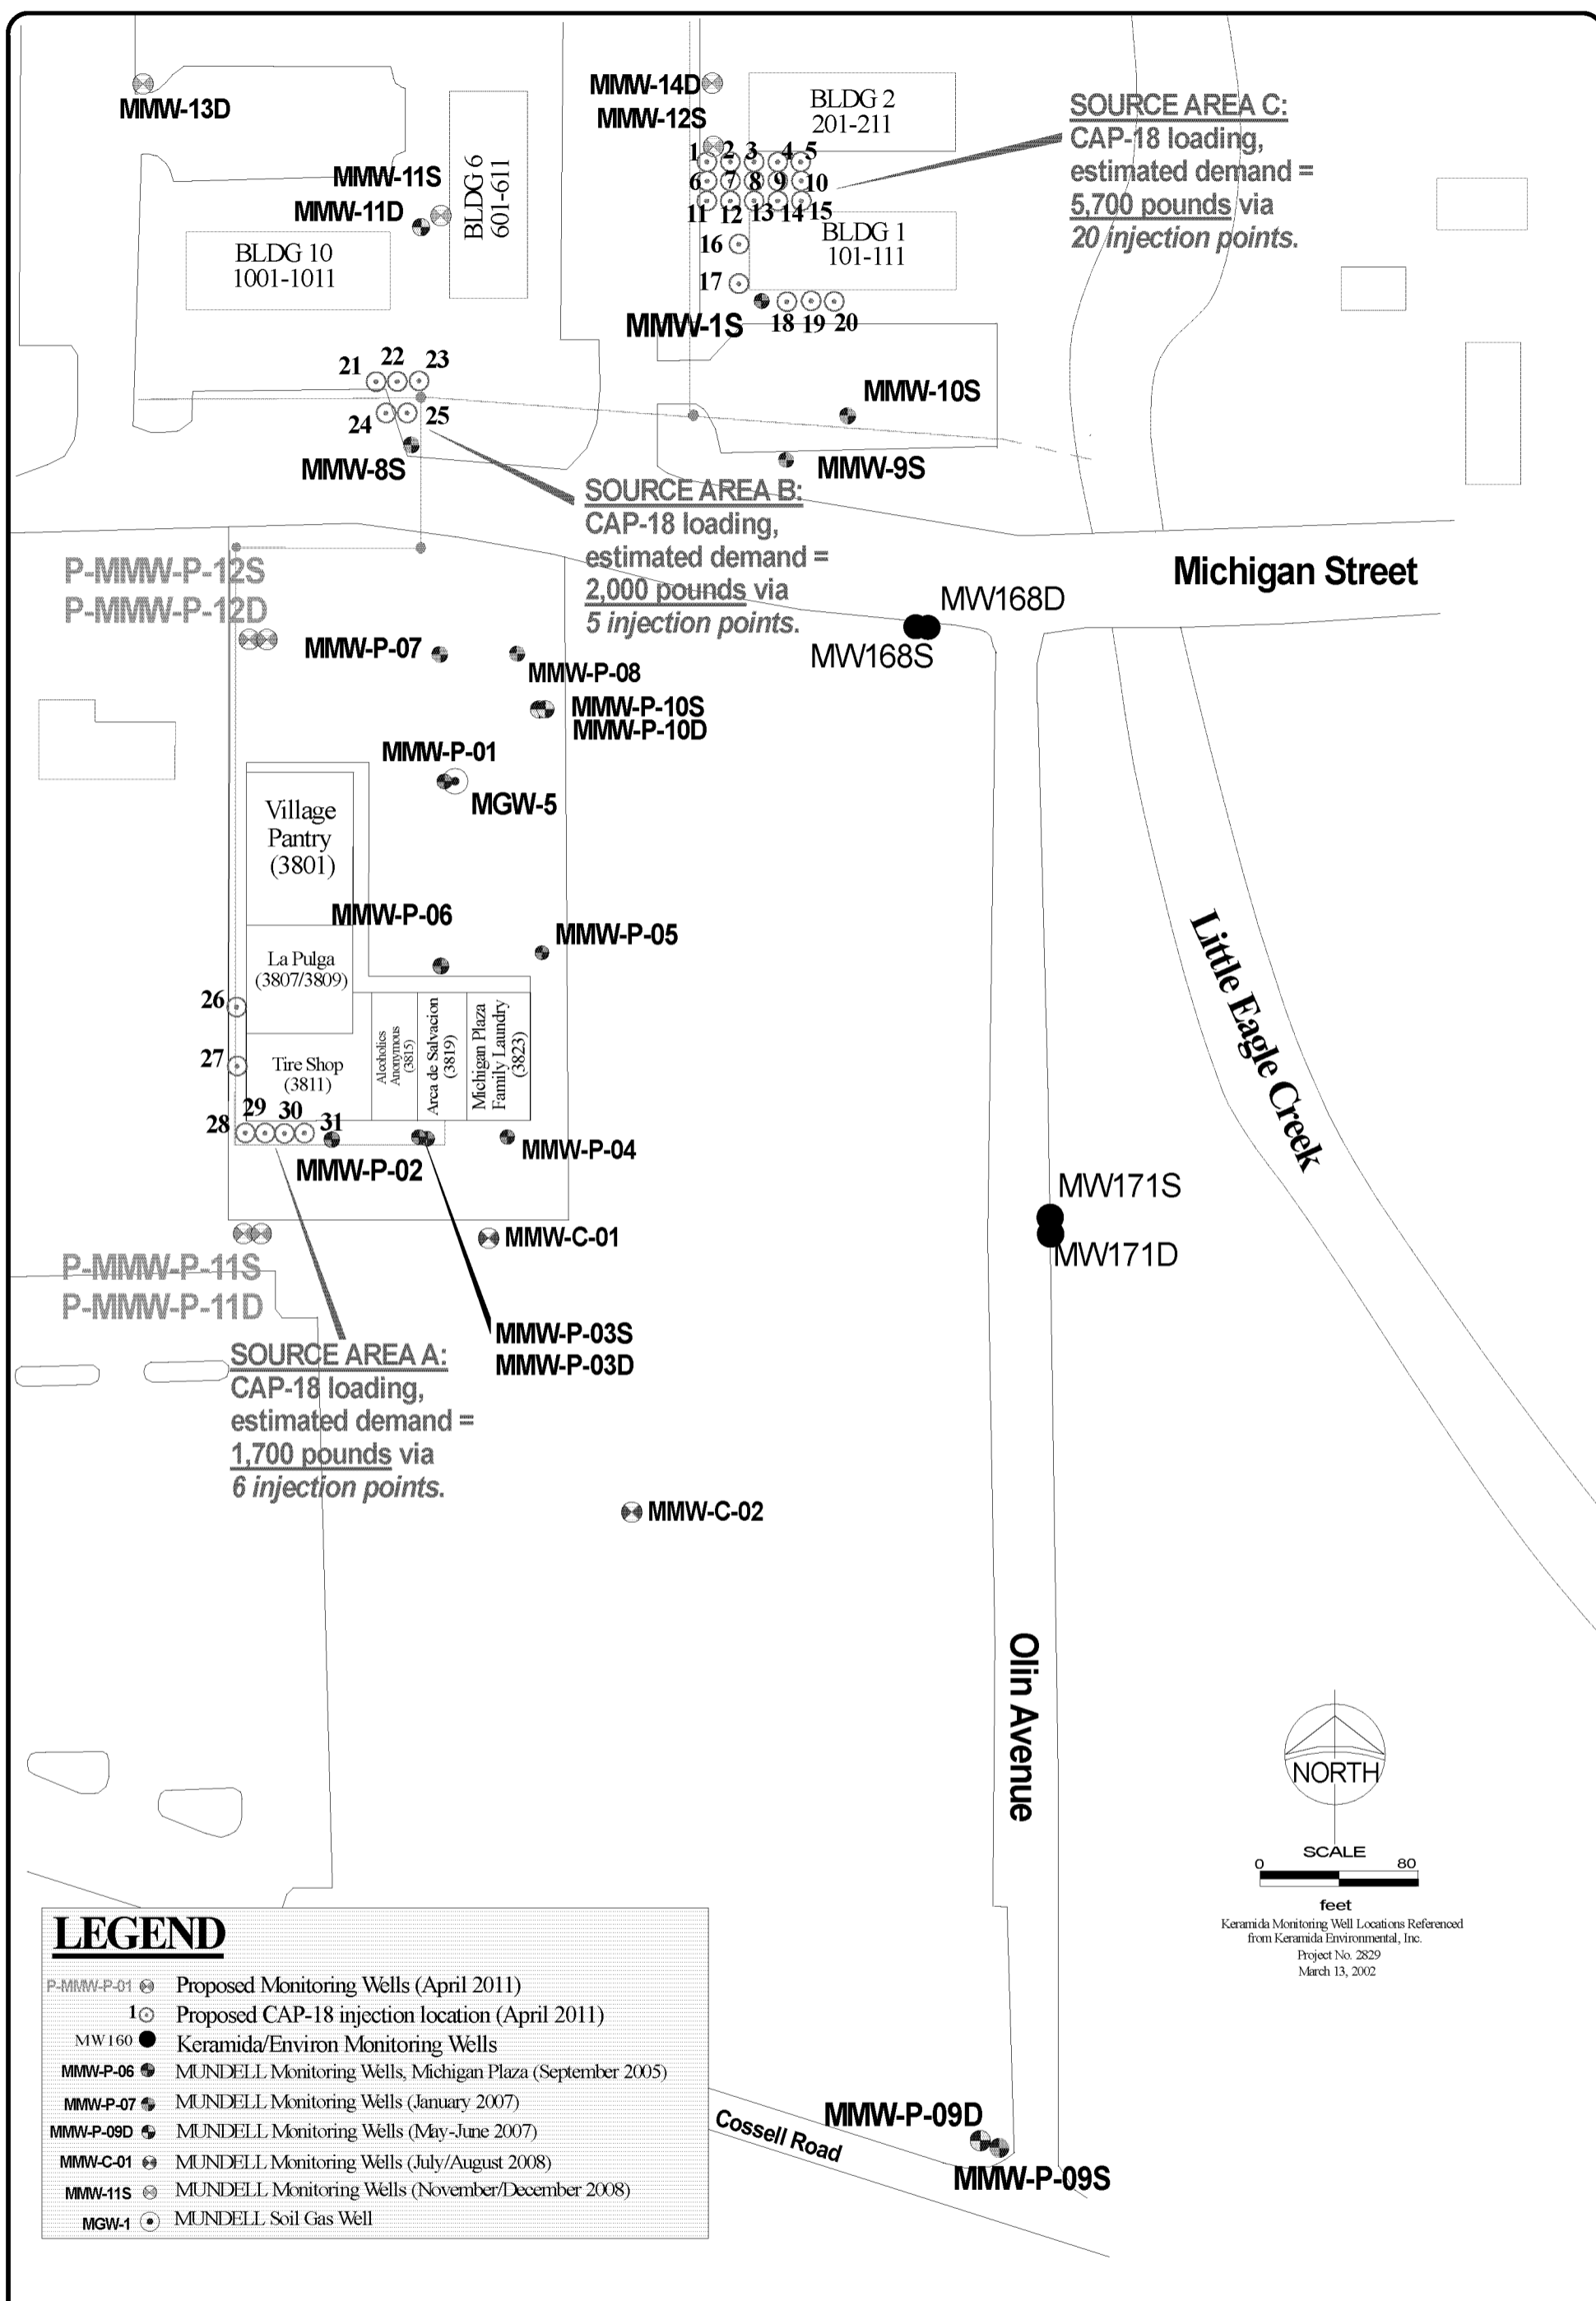 MMW-13D
MMW-14D
MMW-12S
BLDG 2
201-211
SOURCE AREA C:
CAP-18 loading,
estimated demand =
5,700 pounds via
20 injection points.
MMW-11S
MMW-11D
BLDG 6
601-611
BLDG 10
1001-1011
1 2 3 4 5
6 7 8 9 10
11 12 13 14 15
BLDG 1
101-111
16
17
MMW-1S
18 19 20
21 22 23
24 25
MMW-8S
MMW-10S
MMW-9S
SOURCE AREA B:
CAP-18 loading,
estimated demand =
2,000 pounds via
5 injection points.
Michigan Street
P-MMW-P-12S
P-MMW-P-12D
MW168D
MW168S
MMW-P-07
MMW-P-08
MMW-P-10S
MMW-P-10D
MMW-P-01
MGW-5
Village
Pantry
(3801)
MMW-P-06
MMW-P-05
La Pulga
(3807/3809)
26
27
Tire Shop
(3811)
Alcoholics
Anonymous
(3815)
Arca de Salvacion
(3819)
Michigan Plaza
Family Laundry
(3823)
28 29 30 31
MMW-P-02
MMW-P-04
Little Eagle Creek
MW171S
MW171D
P-MMW-P-11S
P-MMW-P-11D
MMW-C-01
MMW-P-03S
MMW-P-03D
SOURCE AREA A:
CAP-18 loading,
estimated demand =
1,700 pounds via
6 injection points.
MMW-C-02
Olin Avenue
NORTH
SCALE
0 80
feet
Keramida Monitoring Well Locations Referenced
from Keramida Environmental, Inc.
Project No. 2829
March 13, 2002
LEGEND
P-MMW-P-01 Proposed Monitoring Wells (April 2011)
1 Proposed CAP-18 injection location (April 2011)
MW160 Keramida/Environ Monitoring Wells
MMW-P-06 MUNDELL Monitoring Wells, Michigan Plaza (September 2005)
MMW-P-07 MUNDELL Monitoring Wells (January 2007)
MMW-P-09D MUNDELL Monitoring Wells (May-June 2007)
MMW-C-01 MUNDELL Monitoring Wells (July/August 2008)
MMW-11S MUNDELL Monitoring Wells (November/December 2008)
MGW-1 MUNDELL Soil Gas Well
Cossell Road
MMW-P-09D
MMW-P-09S